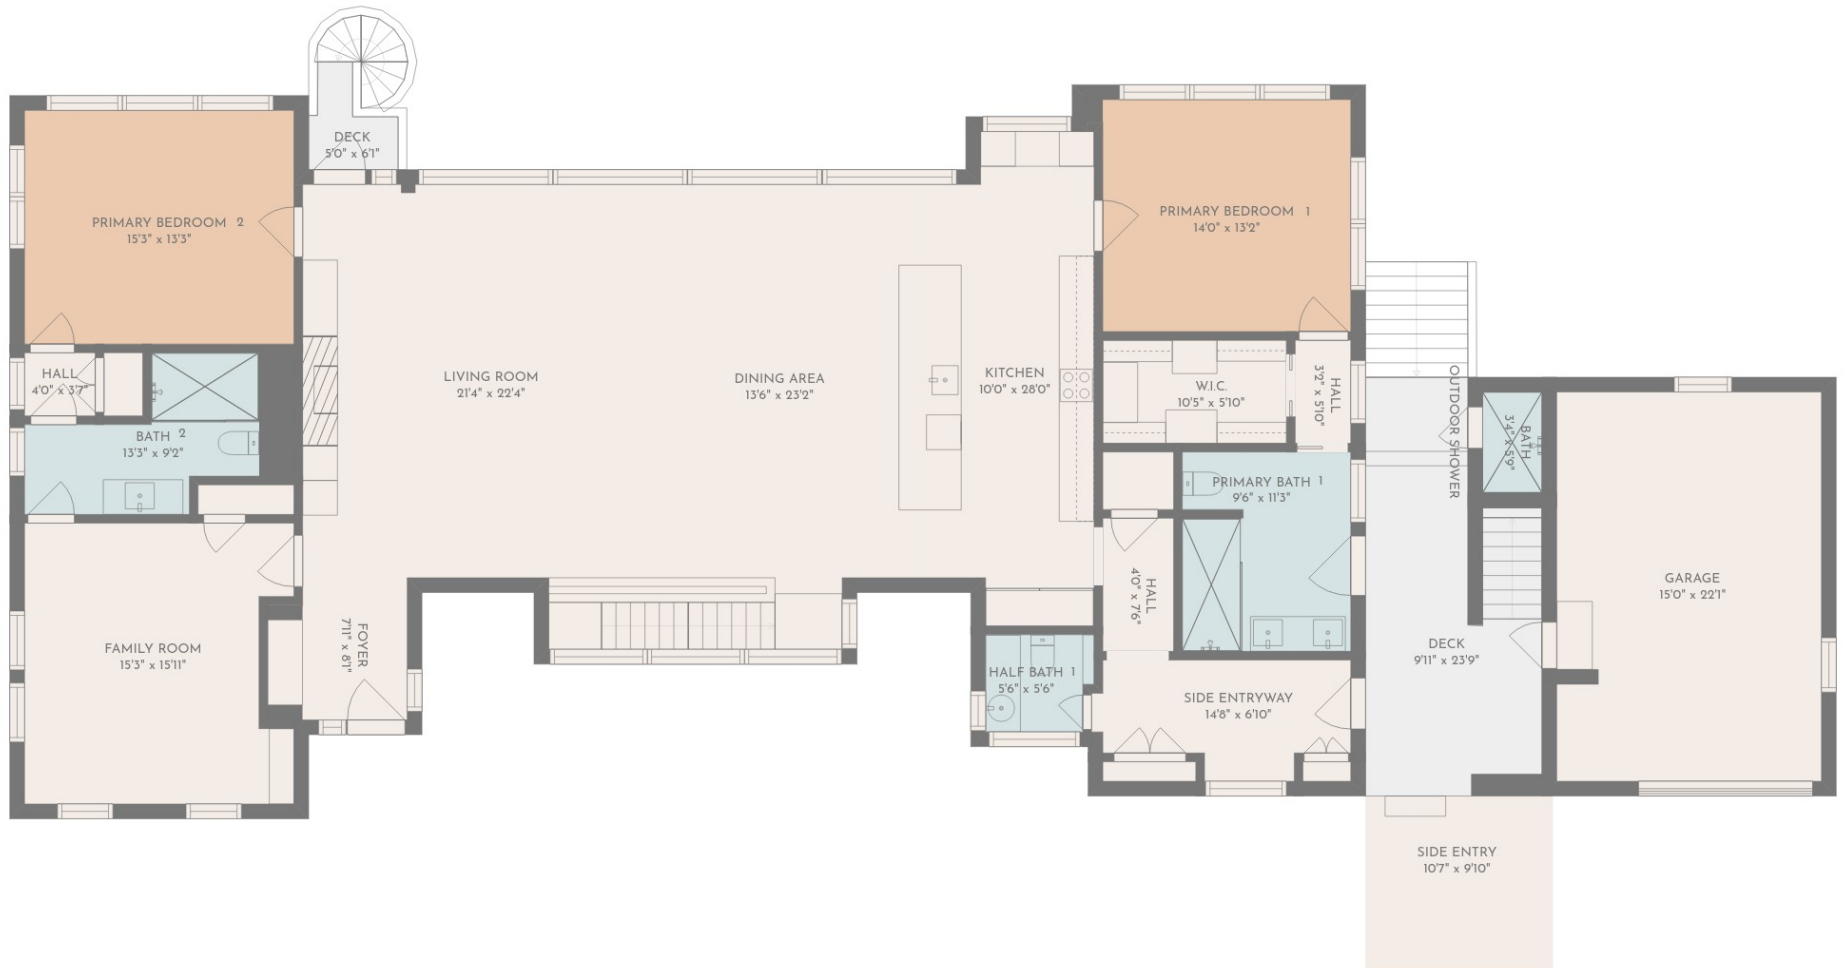 DECK
5'0" x 6'1"
PRIMARY BEDROOM 2
15'3" x 13'3"
PRIMARY BEDROOM 1
14'0" x 13'2"
HALL
4'0" x 3'7"
LIVING ROOM
21'4" x 22'4"
DINING AREA
13'6" x 23'2"
KITCHEN
10'0" x 28'0"
W.I.C.
10'5" x 5'10"
HALL
3'2" x 5'10"
OUTDOOR SHOWER
BATH
3'4" x 5'9"
BATH 2
13'3" x 9'2"
PRIMARY BATH 1
9'6" x 11'3"
HALL
4'0" x 7'6"
GARAGE
15'0" x 22'1"
FAMILY ROOM
15'3" x 15'11"
FOYER
7'11" x 8'1"
DECK
9'11" x 23'9"
HALF BATH 1
5'6" x 5'6"
SIDE ENTRYWAY
14'8" x 6'10"
SIDE ENTRY
10'7" x 9'10"